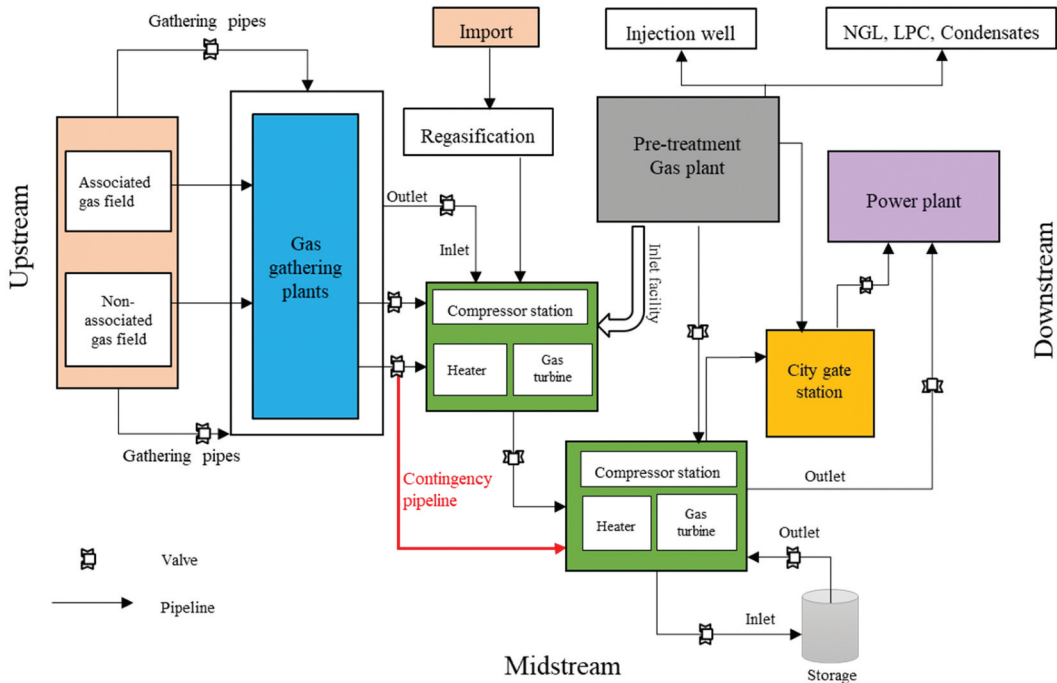 Gathering pipes
Import
Injection well
NGL, LPC, Condensates
Regasification
Pre-treatment
Gas plant
Associated
gas field
Outlet
Power plant
Upstream
Gas
gathering
plants
Inlet
Inlet facility
Downstream
Non-
associated
gas field
Compressor station
Heater
Gas
turbine
City gate
station
Gathering pipes
Contingency
pipeline
Compressor station
Outlet
Heater
Gas
turbine
Outlet
Valve
Pipeline
Inlet
Midstream
Storage